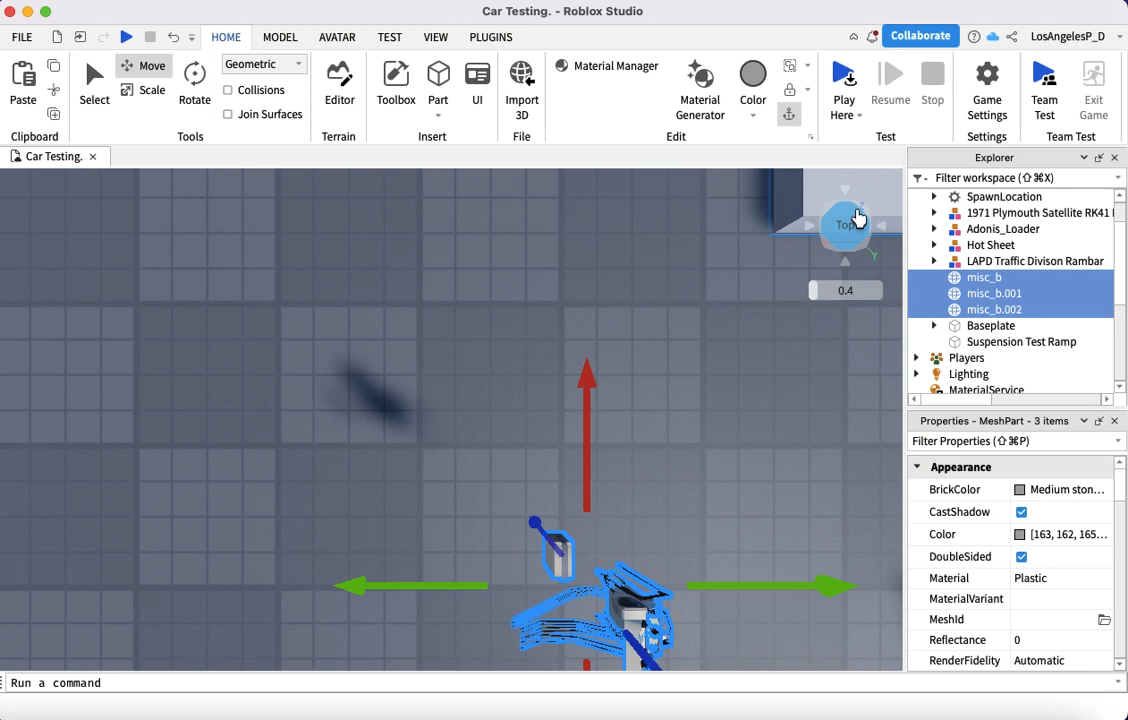 Car Testing. - Roblox Studio
FILE HOME MODEL AVATAR TEST VIEW PLUGINS Collaborate LosAngelesP_D
Paste Select Move Scale Rotate Geometric Collisions Join Surfaces Editor Toolbox Part UI Import 3D Material Manager Material Generator Color Play Here Resume Stop Game Settings Team Test Exit Game
Clipboard Tools Terrain Insert File Edit Test Settings Team Test
Car Testing.
Explorer
Filter workspace (⇧⌘X)
SpawnLocation
1971 Plymouth Satellite RK41
Adonis_Loader
Hot Sheet
LAPD Traffic Divison Rambar
misc_b
misc_b.001
misc_b.002
Baseplate
Suspension Test Ramp
Players
Lighting
MaterialService
Top
Z
Y
0.4
Properties - MeshPart - 3 items
Filter Properties (⇧⌘P)
Appearance
BrickColor Medium ston...
CastShadow
Color [163, 162, 165...
DoubleSided
Material Plastic
MaterialVariant
MeshId
Reflectance 0
RenderFidelity Automatic
Run a command